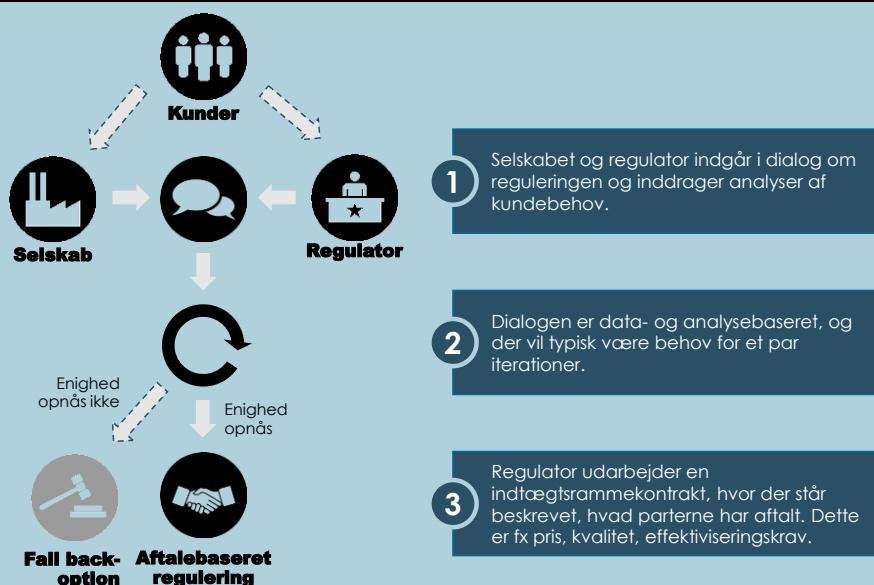 Kunder
Selskab
Regulator
1
Selskabet og regulator indgår i dialog om
reguleringen og inddrager analyser af
kundebehov.
2
Dialogen er data- og analysebaseret, og
der vil typisk være behov for et par
iterationer.
Enighed
opnås ikke
Enighed
opnås
3
Regulator udarbejder en
indtægtsrammekontrakt, hvor der står
beskrevet, hvad parterne har aftalt. Dette
er fx pris, kvalitet, effektiviseringskrav.
Fall back-
option
Aftalebaseret
regulering